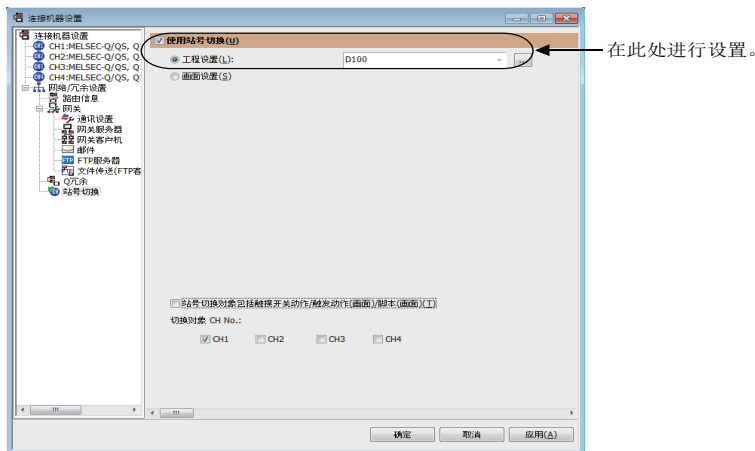 连接机器设置
连接机器设置
CH1:MELSEC-Q/QS, Q
CH2:MELSEC-Q/QS, Q
CH3:MELSEC-Q/QS, Q
CH4:MELSEC-Q/QS, Q
网络/冗余设置
路由信息
网关
通讯设置
网关服务器
网关客户机
邮件
FTP服务器
文件传送(FTP客
Q冗余
站号切换
使用站号切换(U)
工程设置(L):
D100
...
画面设置(S)
在此处进行设置。
站号切换对象包括触摸开关动作/触发动作(画面)/脚本(画面)(T)
切换对象 CH No.:
CH1 CH2 CH3 CH4
确定 取消 应用(A)